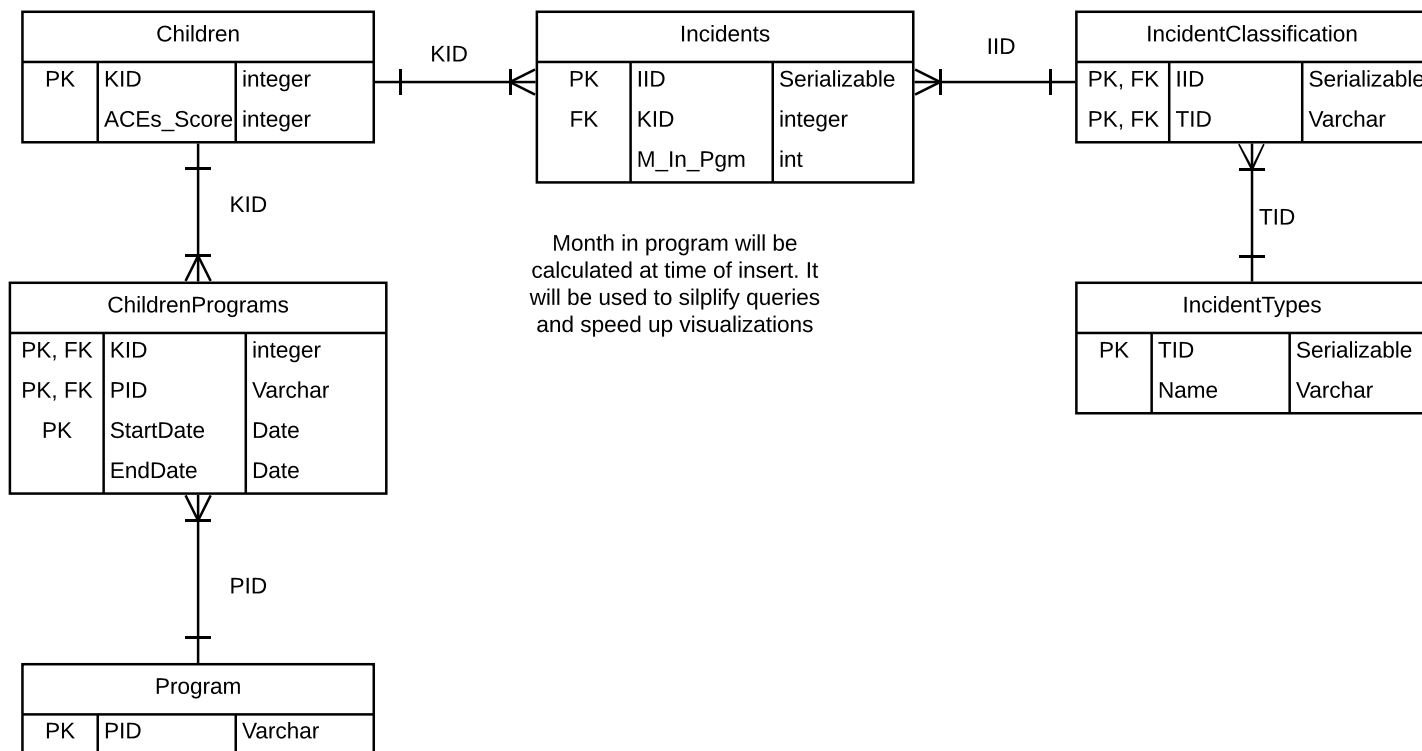 Children
PK KID integer
ACEs_Score integer
KID
Incidents
PK IID Serializable
FK KID integer
M_In_Pgm int
IID
IncidentClassification
PK, FK IID Serializable
PK, FK TID Varchar
KID
TID
Month in program will be
calculated at time of insert. It
will be used to silplify queries
and speed up visualizations
ChildrenPrograms
PK, FK KID integer
PK, FK PID Varchar
PK StartDate Date
EndDate Date
IncidentTypes
PK TID Serializable
Name Varchar
PID
Program
PK PID Varchar